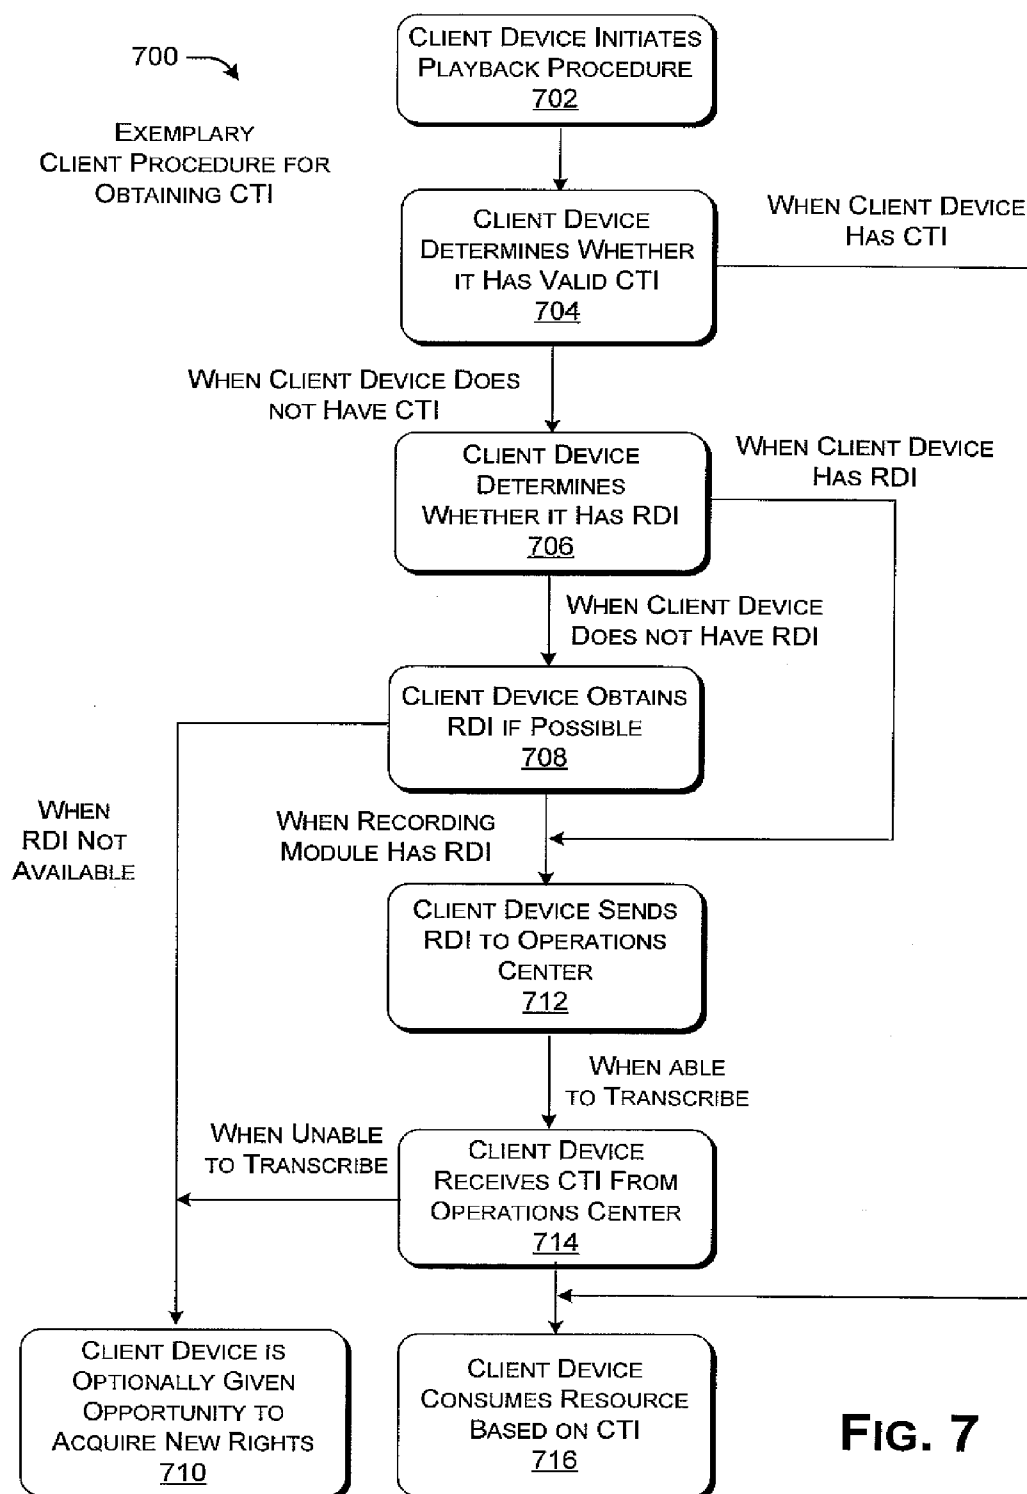 CLIENT DEVICE INITIATES
PLAYBACK PROCEDURE
702
700
EXEMPLARY
CLIENT PROCEDURE FOR
OBTAINING CTI
CLIENT DEVICE
DETERMINES WHETHER
IT HAS VALID CTI
704
WHEN CLIENT DEVICE
HAS CTI
WHEN CLIENT DEVICE DOES
NOT HAVE CTI
CLIENT DEVICE
DETERMINES
WHETHER IT HAS RDI
706
WHEN CLIENT DEVICE
HAS RDI
WHEN CLIENT DEVICE
DOES NOT HAVE RDI
CLIENT DEVICE OBTAINS
RDI IF POSSIBLE
708
WHEN
RDI NOT
AVAILABLE
WHEN RECORDING
MODULE HAS RDI
CLIENT DEVICE SENDS
RDI TO OPERATIONS
CENTER
712
WHEN ABLE
TO TRANSCRIBE
WHEN UNABLE
TO TRANSCRIBE
CLIENT DEVICE
RECEIVES CTI FROM
OPERATIONS CENTER
714
CLIENT DEVICE IS
OPTIONALLY GIVEN
OPPORTUNITY TO
ACQUIRE NEW RIGHTS
710
CLIENT DEVICE
CONSUMES RESOURCE
BASED ON CTI
716
FIG. 7